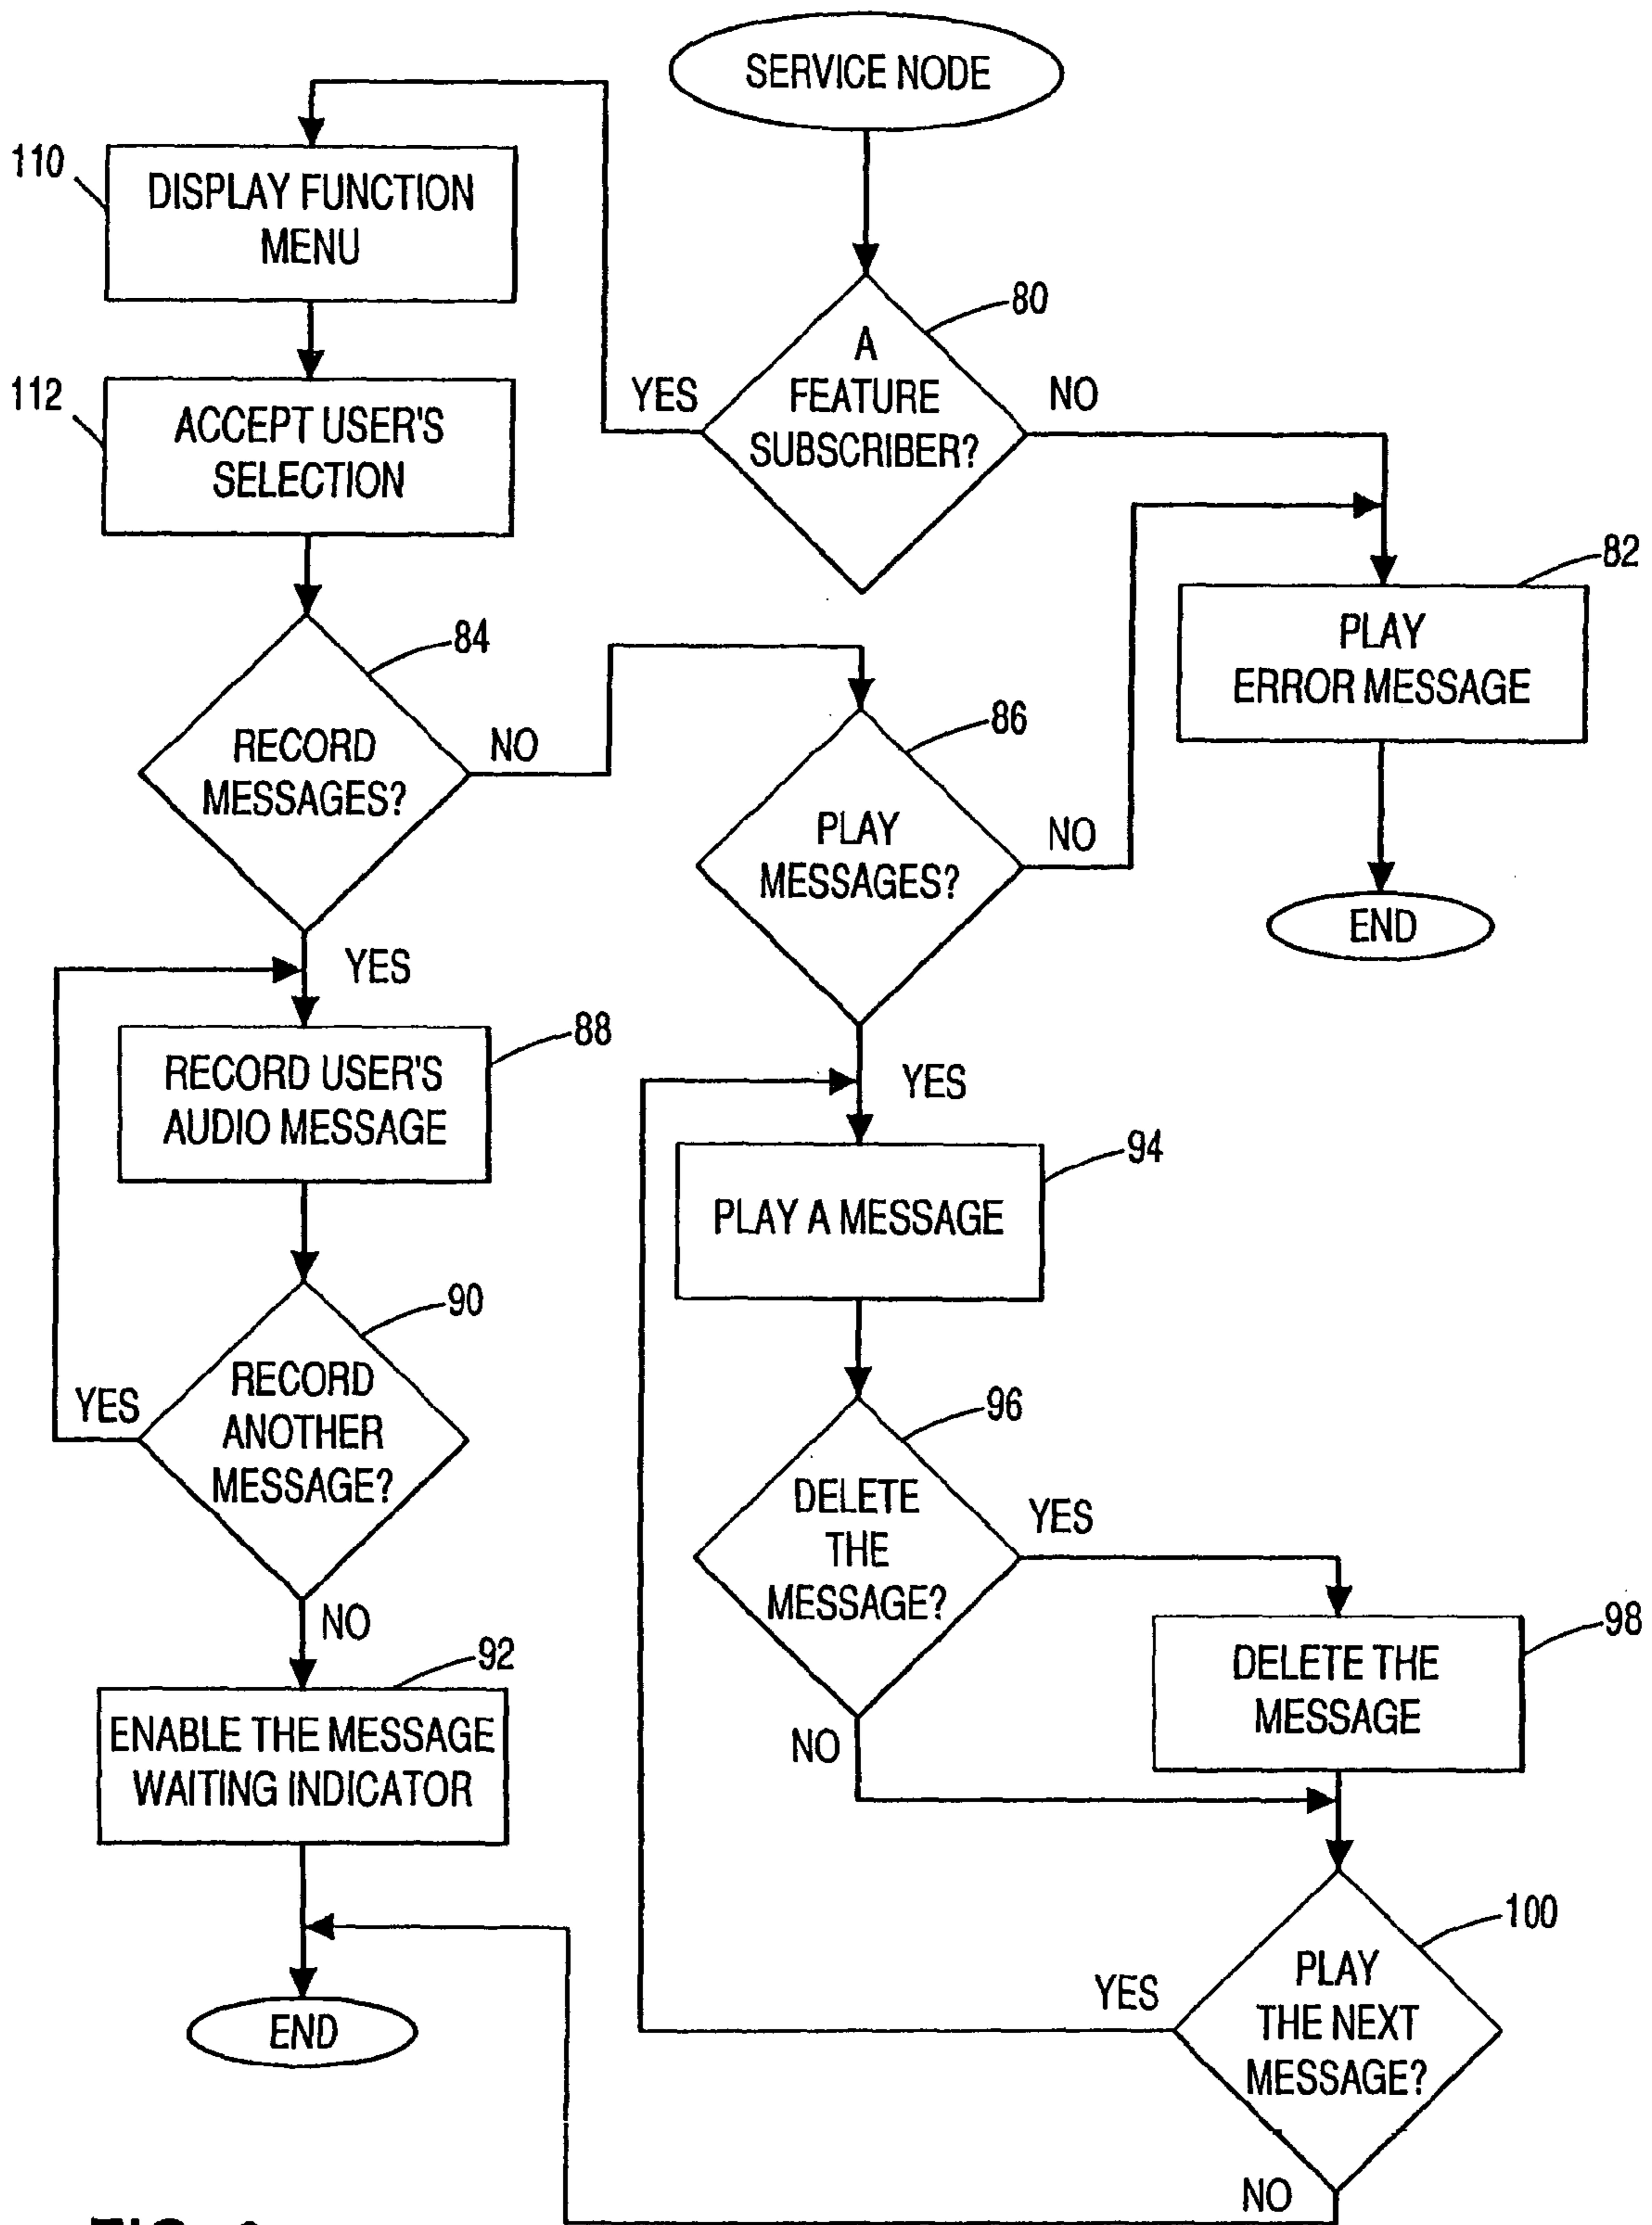 SERVICE NODE
110
DISPLAY FUNCTION
MENU
80
A
FEATURE
SUBSCRIBER?
YES
NO
112
ACCEPT USER'S
SELECTION
82
PLAY
ERROR MESSAGE
84
RECORD
MESSAGES?
NO
86
PLAY
MESSAGES?
NO
END
YES
88
RECORD USER'S
AUDIO MESSAGE
YES
94
PLAY A MESSAGE
90
RECORD
ANOTHER
MESSAGE?
YES
NO
96
DELETE
THE
MESSAGE?
YES
NO
98
DELETE THE
MESSAGE
92
ENABLE THE MESSAGE
WAITING INDICATOR
END
100
PLAY
THE NEXT
MESSAGE?
YES
NO